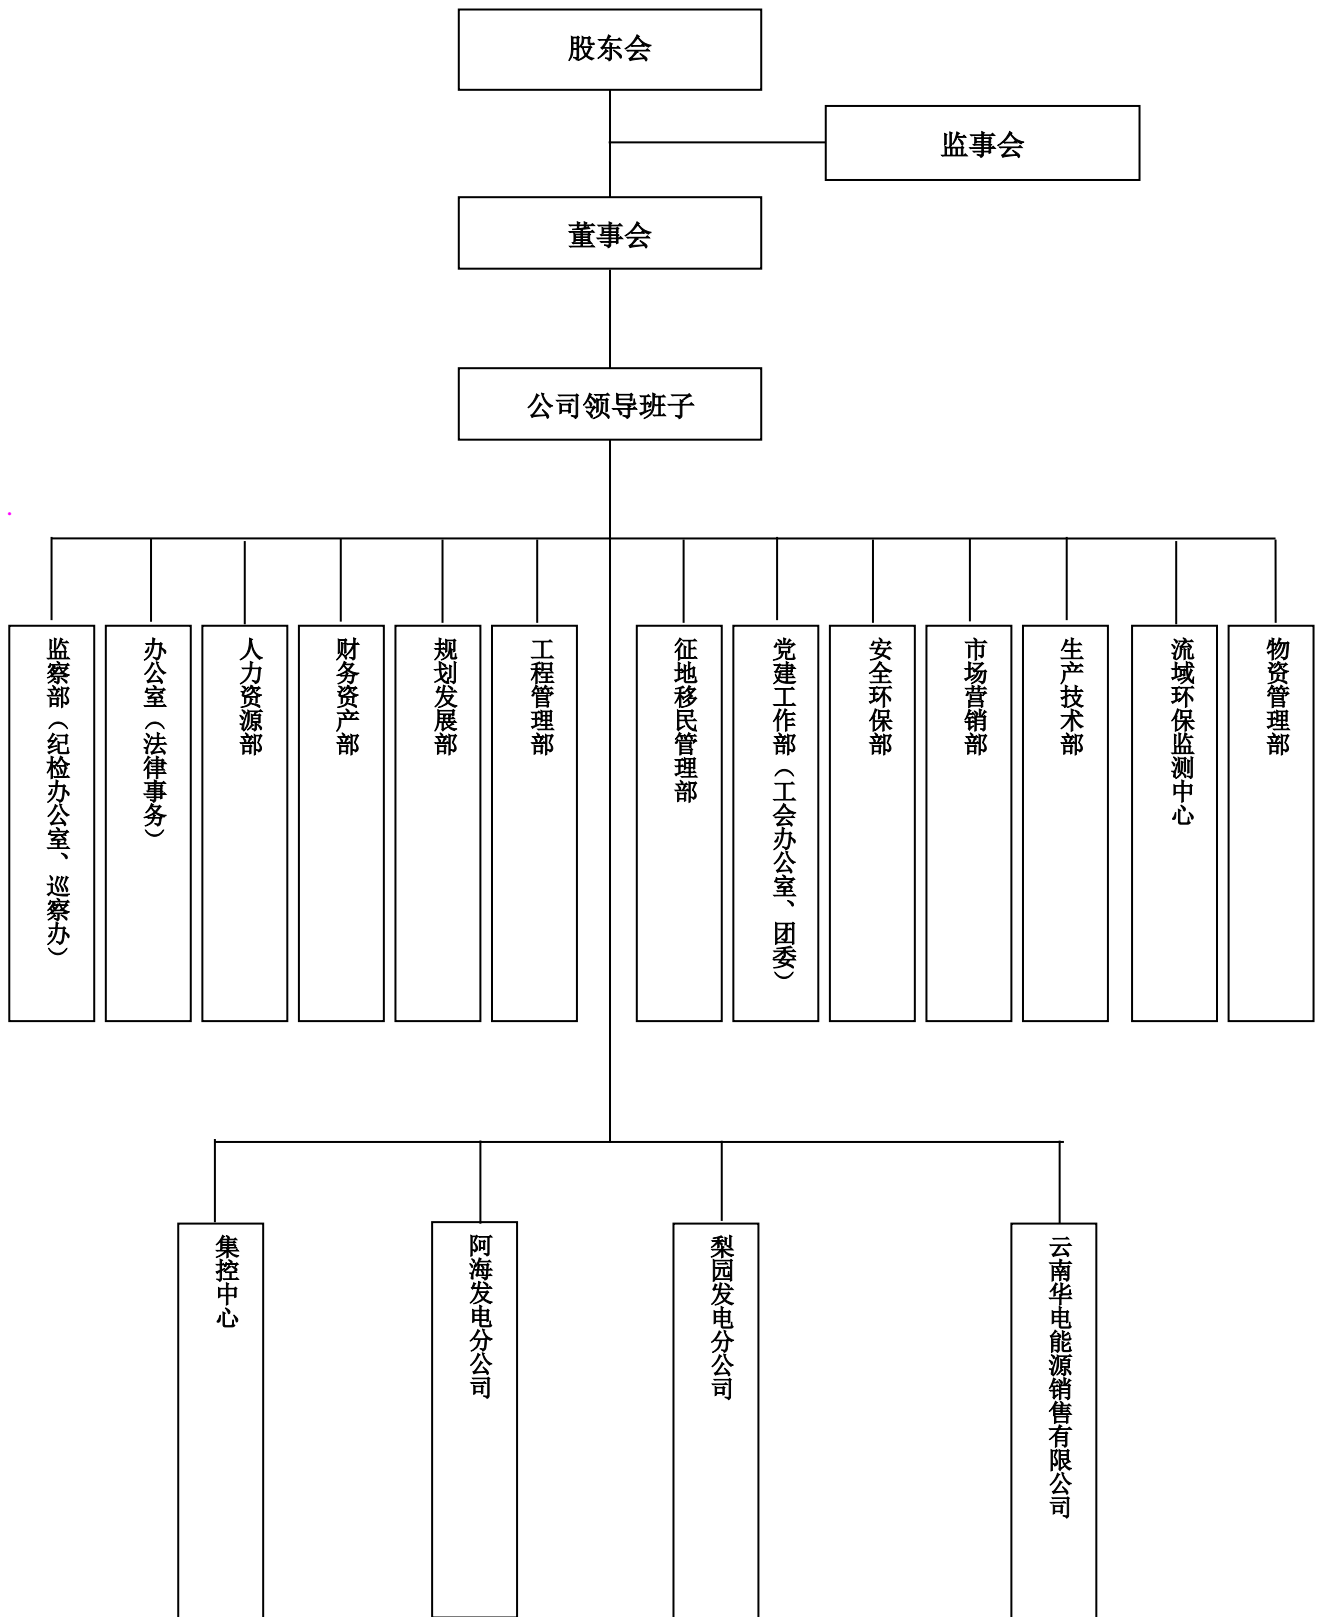 股东会
监事会
董事会
公司领导班子
监察部（纪检办公室、巡察办）
办公室（法律事务）
人力资源部
财务资产部
规划发展部
工程管理部
征地移民管理部
党建工作部（工会办公室、团委）
安全环保部
市场营销部
生产技术部
流域环保监测中心
物资管理部
集控中心
阿海发电分公司
梨园发电分公司
云南华电能源销售有限公司